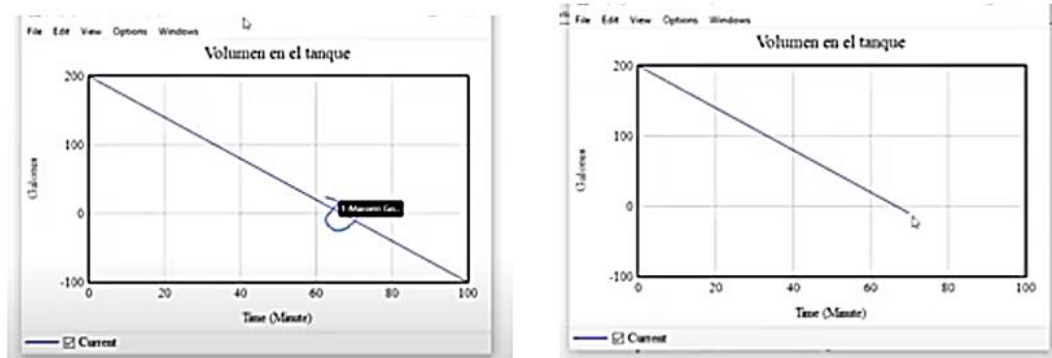 File Edit View Options Windows
Volumen en el tanque
200
100
0
-100
Galones
0 20 40 60 80 100
Time (Minute)
Current
File Edit View Options Windows
Volumen en el tanque
200
100
0
-100
Galones
0 20 40 60 80 100
Time (Minute)
Current